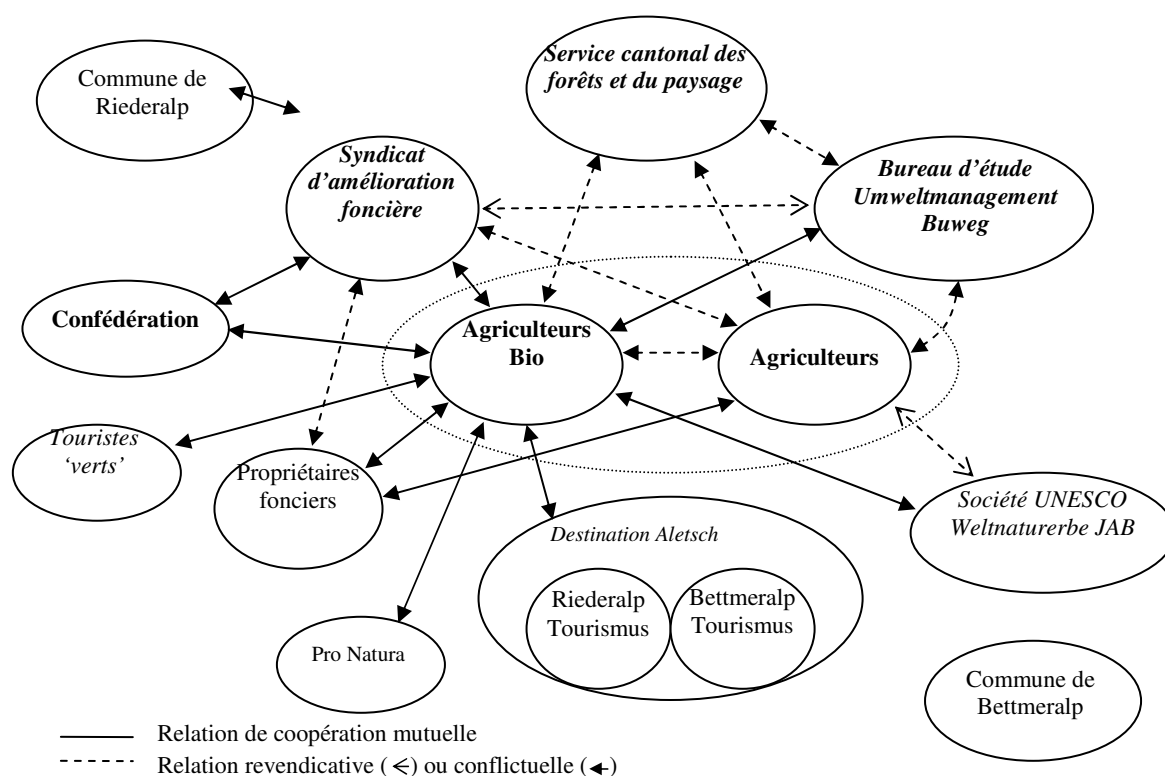 Commune de
Riederalp
Service cantonal des
forêts et du paysage
Syndicat
d'amélioration
foncière
Bureau d'étude
Umweltmanagement
Buweg
Confédération
Agriculteurs
Bio
Agriculteurs
Touristes
'verts'
Propriétaires
fonciers
Société UNESCO
Weltnaturerbe JAB
Destination Aletsch
Riederalp
Tourismus
Bettmeralp
Tourismus
Pro Natura
Commune de
Bettmeralp
Relation de coopération mutuelle
Relation revendicative ( ) ou conflictuelle ( )